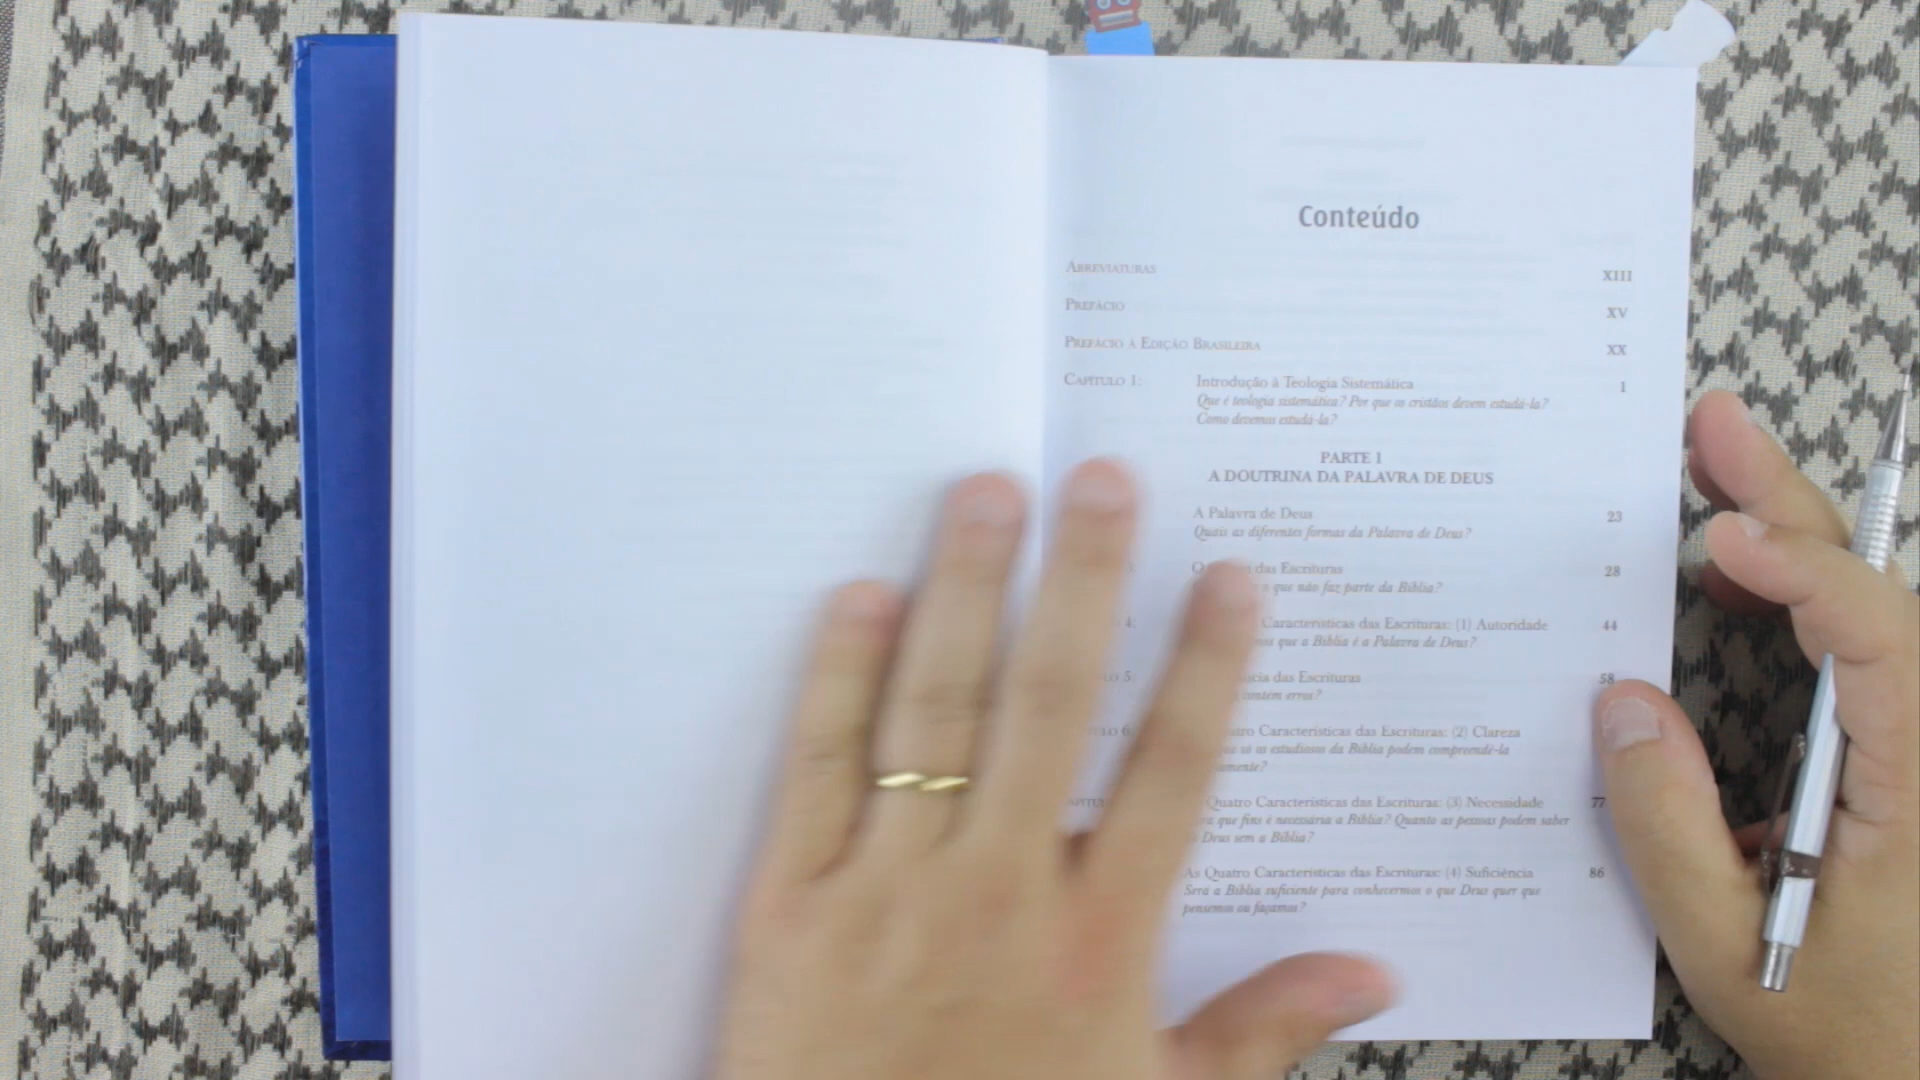 Conteúdo
ABREVIATURAS XIII
PREFÁCIO XV
PREFÁCIO À EDIÇÃO BRASILEIRA XX
CAPÍTULO 1: Introdução à Teologia Sistemática 1
Que é teologia sistemática? Por que os cristãos devem estudá-la?
Como devemos estudá-la?
PARTE 1
A DOUTRINA DA PALAVRA DE DEUS
A Palavra de Deus 23
Quais as diferentes formas da Palavra de Deus?
das Escrituras 28
o que não faz parte da Bíblia?
4: Características das Escrituras: (1) Autoridade 44
que a Bíblia é a Palavra de Deus?
5: das Escrituras 58
contém erros?
6: Características das Escrituras: (2) Clareza
só os estudiosos da Bíblia podem compreendê-la
Quatro Características das Escrituras: (3) Necessidade 77
que fins é necessária a Bíblia? Quanto as pessoas podem saber
Deus sem a Bíblia?
As Quatro Características das Escrituras: (4) Suficiência 86
Será a Bíblia suficiente para conhecermos o que Deus quer que
pensemos ou façamos?